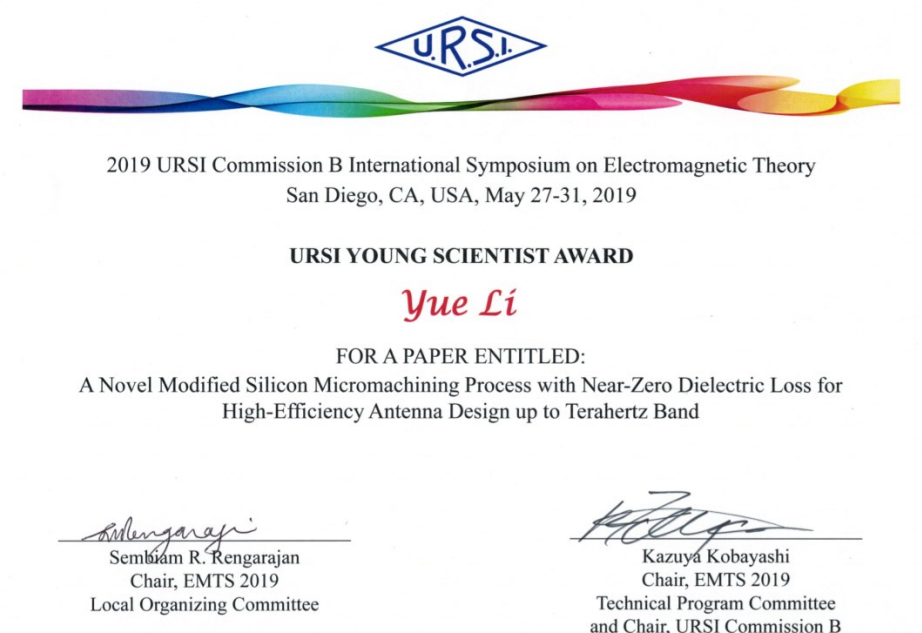 U.R.S.I.
2019 URSI Commission B International Symposium on Electromagnetic Theory
San Diego, CA, USA, May 27-31, 2019
URSI YOUNG SCIENTIST AWARD
Yue Li
FOR A PAPER ENTITLED:
A Novel Modified Silicon Micromachining Process with Near-Zero Dielectric Loss for
High-Efficiency Antenna Design up to Terahertz Band
Sembiam R. Rengarajan
Chair, EMTS 2019
Local Organizing Committee
Kazuya Kobayashi
Chair, EMTS 2019
Technical Program Committee
and Chair, URSI Commission B